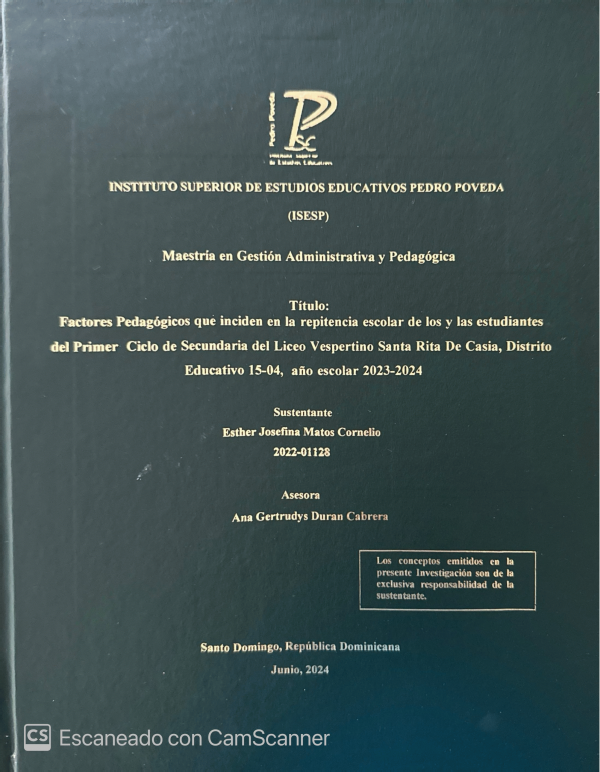 Pedro Poveda
P
sc
INSTITUTO SUPERIOR DE ESTUDIOS EDUCATIVOS PEDRO POVEDA
(ISESP)
Maestría en Gestión Administrativa y Pedagógica
Título:
Factores Pedagógicos que inciden en la repitencia escolar de los y las estudiantes
del Primer Ciclo de Secundaria del Liceo Vespertino Santa Rita De Casia, Distrito
Educativo 15-04, año escolar 2023-2024
Sustentante
Esther Josefina Matos Cornelio
2022-01128
Asesora
Ana Gertrudys Duran Cabrera
Los conceptos emitidos en la
presente Investigación son de la
exclusiva responsabilidad de la
sustentante.
Santo Domingo, República Dominicana
Junio, 2024
CS Escaneado con CamScanner